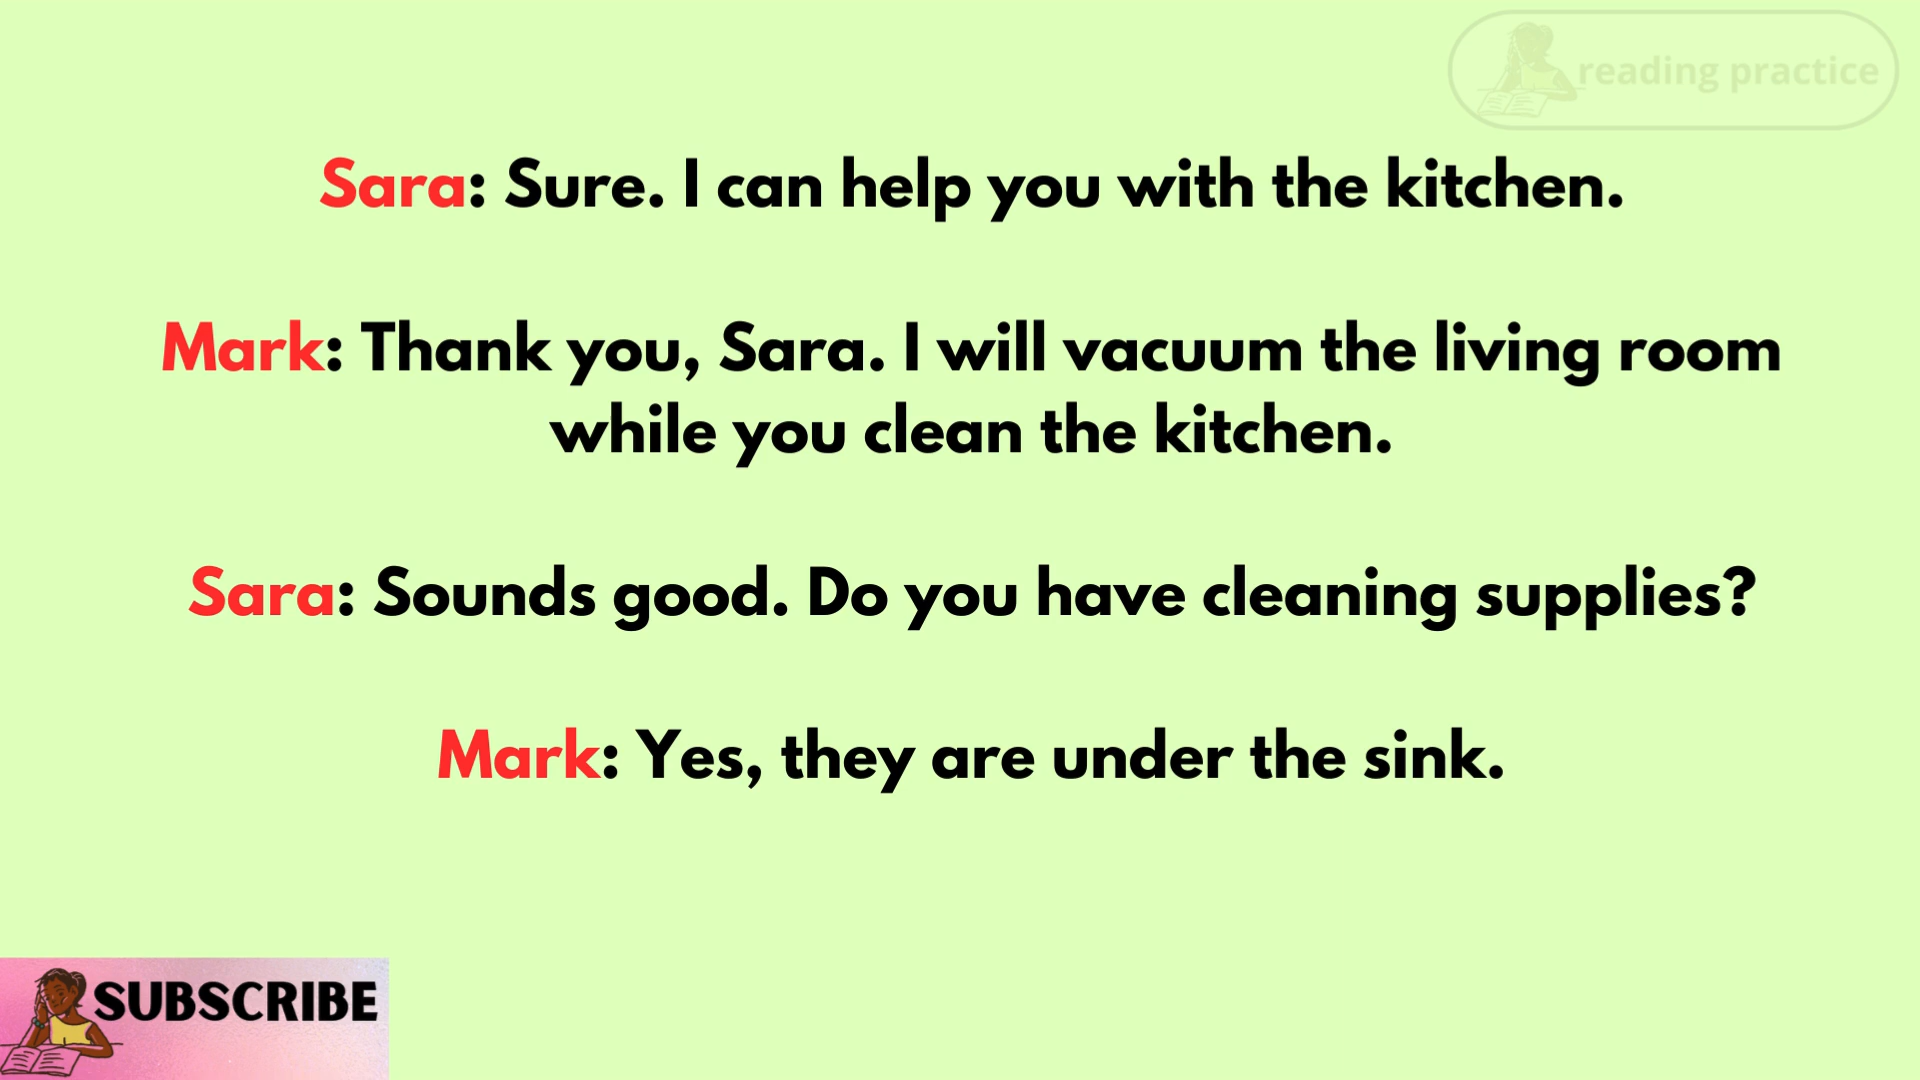 reading practice
Sara: Sure. I can help you with the kitchen.
Mark: Thank you, Sara. I will vacuum the living room
while you clean the kitchen.
Sara: Sounds good. Do you have cleaning supplies?
Mark: Yes, they are under the sink.
SUBSCRIBE